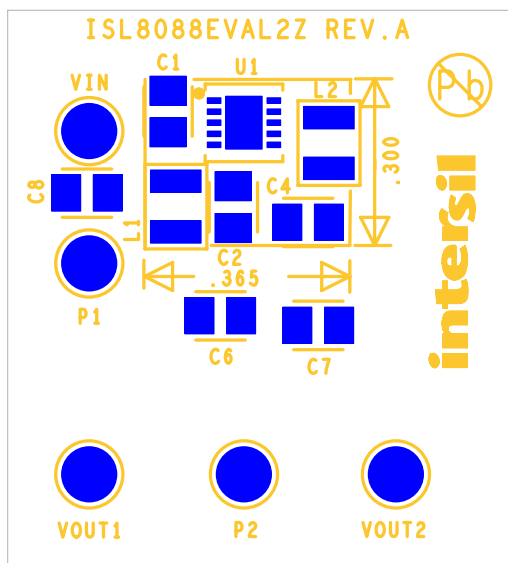 ISL8088EVAL2Z REV.A
C1
U1
VIN
L2
Pb
.300
C8
C4
L1
C2
.365
intersil
P1
C6
C7
VOUT1
P2
VOUT2